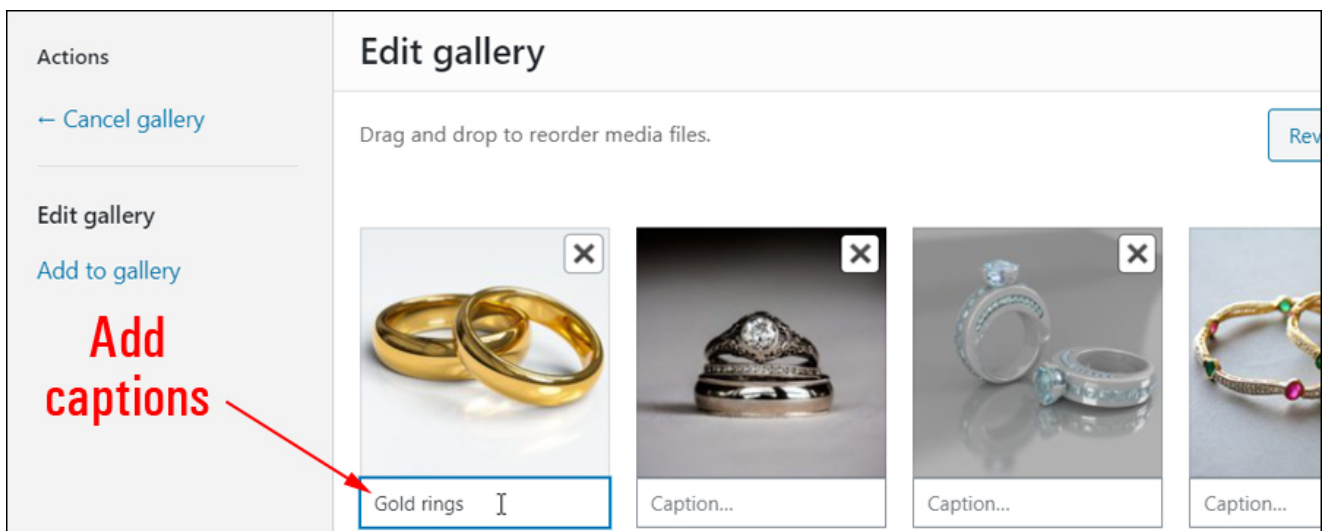 Actions
← Cancel gallery
Edit gallery
Add to gallery
Add
captions
Edit gallery
Drag and drop to reorder media files.
Rev
Gold rings
Caption...
Caption...
Caption...